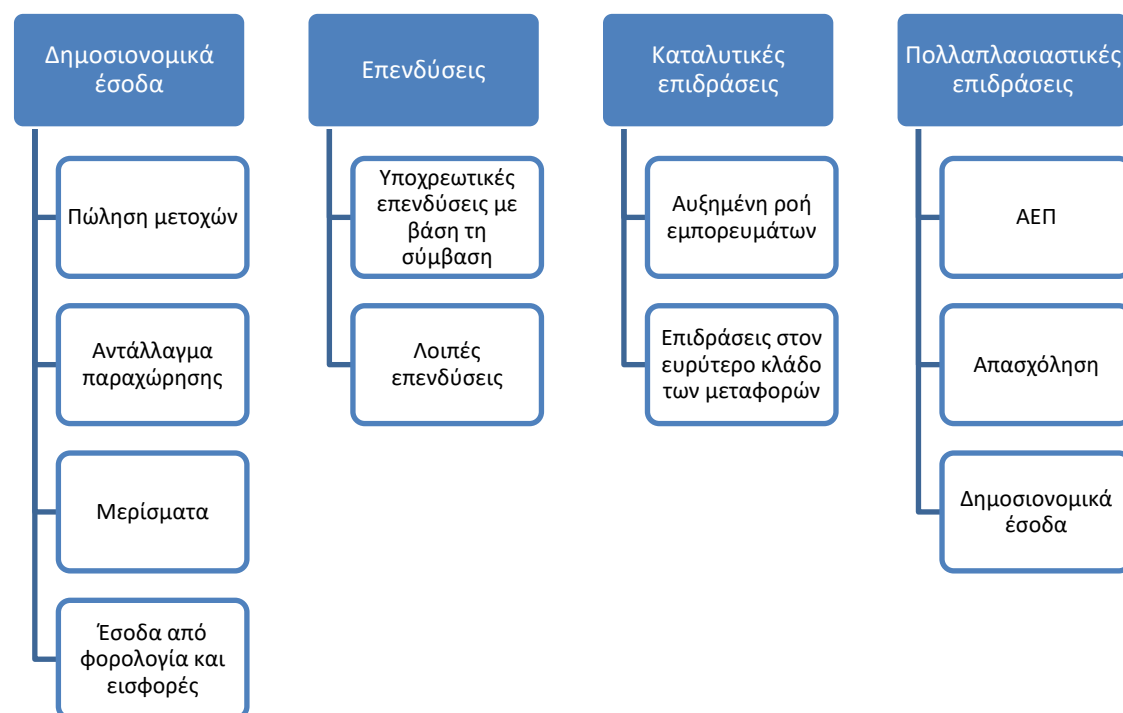 Δημοσιονομικά
έσοδα
Πώληση μετοχών
Αντάλλαγμα
παραχώρησης
Μερίσματα
Έσοδα από
φορολογία και
εισφορές
Επενδύσεις
Υποχρεωτικές
επενδύσεις με
βάση τη
σύμβαση
Λοιπές
επενδύσεις
Καταλυτικές
επιδράσεις
Αυξημένη ροή
εμπορευμάτων
Επιδράσεις στον
ευρύτερο κλάδο
των μεταφορών
Πολλαπλασιαστικές
επιδράσεις
ΑΕΠ
Απασχόληση
Δημοσιονομικά
έσοδα